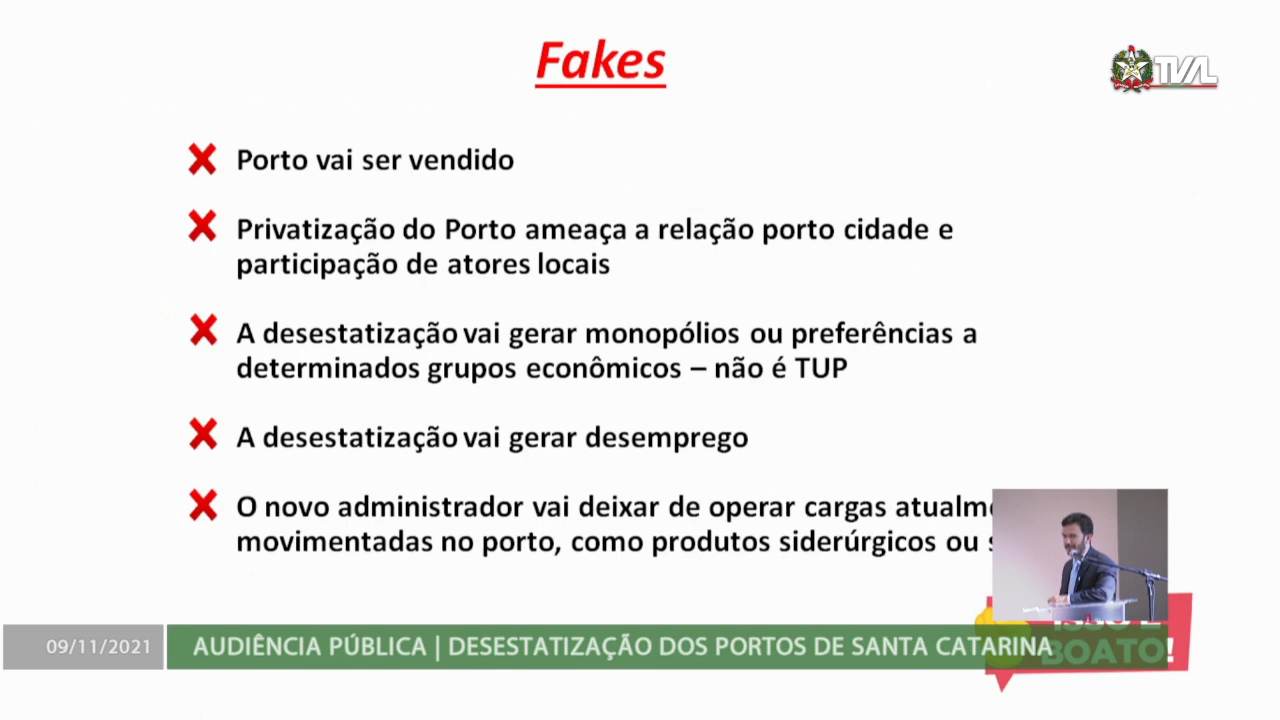 Fakes
TVAL
Porto vai ser vendido
Privatização do Porto ameaça a relação porto cidade e
participação de atores locais
A desestatização vai gerar monopólios ou preferências a
determinados grupos econômicos – não é TUP
A desestatização vai gerar desemprego
O novo administrador vai deixar de operar cargas
movimentadas no porto, como produtos siderúrgicos ou
09/11/2021
AUDIÊNCIA PÚBLICA | DESESTATIZAÇÃO DOS PORTOS DE SANTA CATARINA
BOATO!